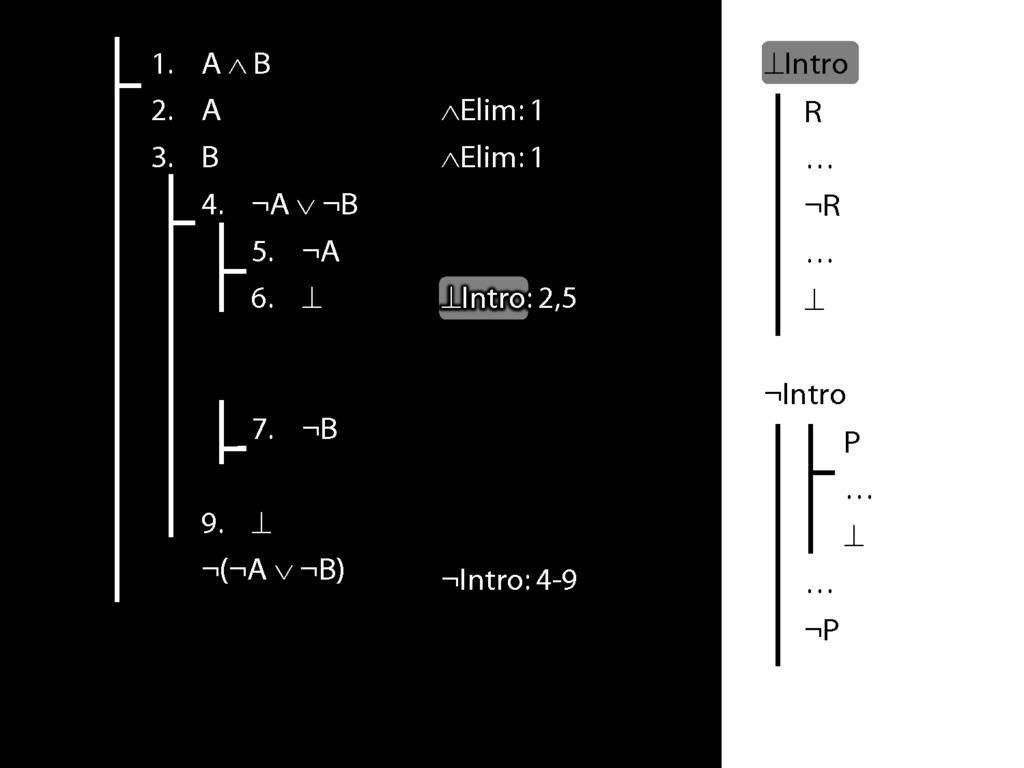 1. A ∧ B
2. A ∧Elim: 1
3. B ∧Elim: 1
4. ¬A ∨ ¬B
5. ¬A
6. ⊥ ⊥Intro: 2,5
7. ¬B
9. ⊥
¬(¬A ∨ ¬B) ¬Intro: 4-9
⊥Intro
R
...
¬R
...
⊥
¬Intro
P
...
⊥
...
¬P